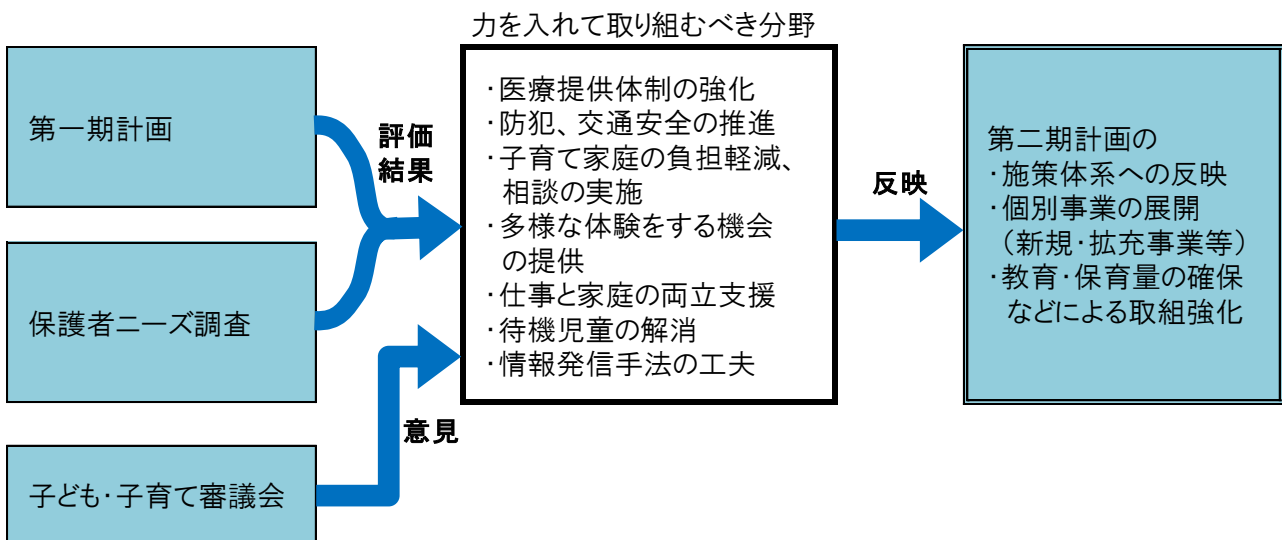 力を入れて取り組むべき分野
第一期計画
保護者ニーズ調査
子ども・子育て審議会
評価
結果
意見
・医療提供体制の強化
・防犯、交通安全の推進
・子育て家庭の負担軽減、
相談の実施
・多様な体験をする機会
の提供
・仕事と家庭の両立支援
・待機児童の解消
・情報発信手法の工夫
反映
第二期計画の
・施策体系への反映
・個別事業の展開
（新規・拡充事業等）
・教育・保育量の確保
などによる取組強化